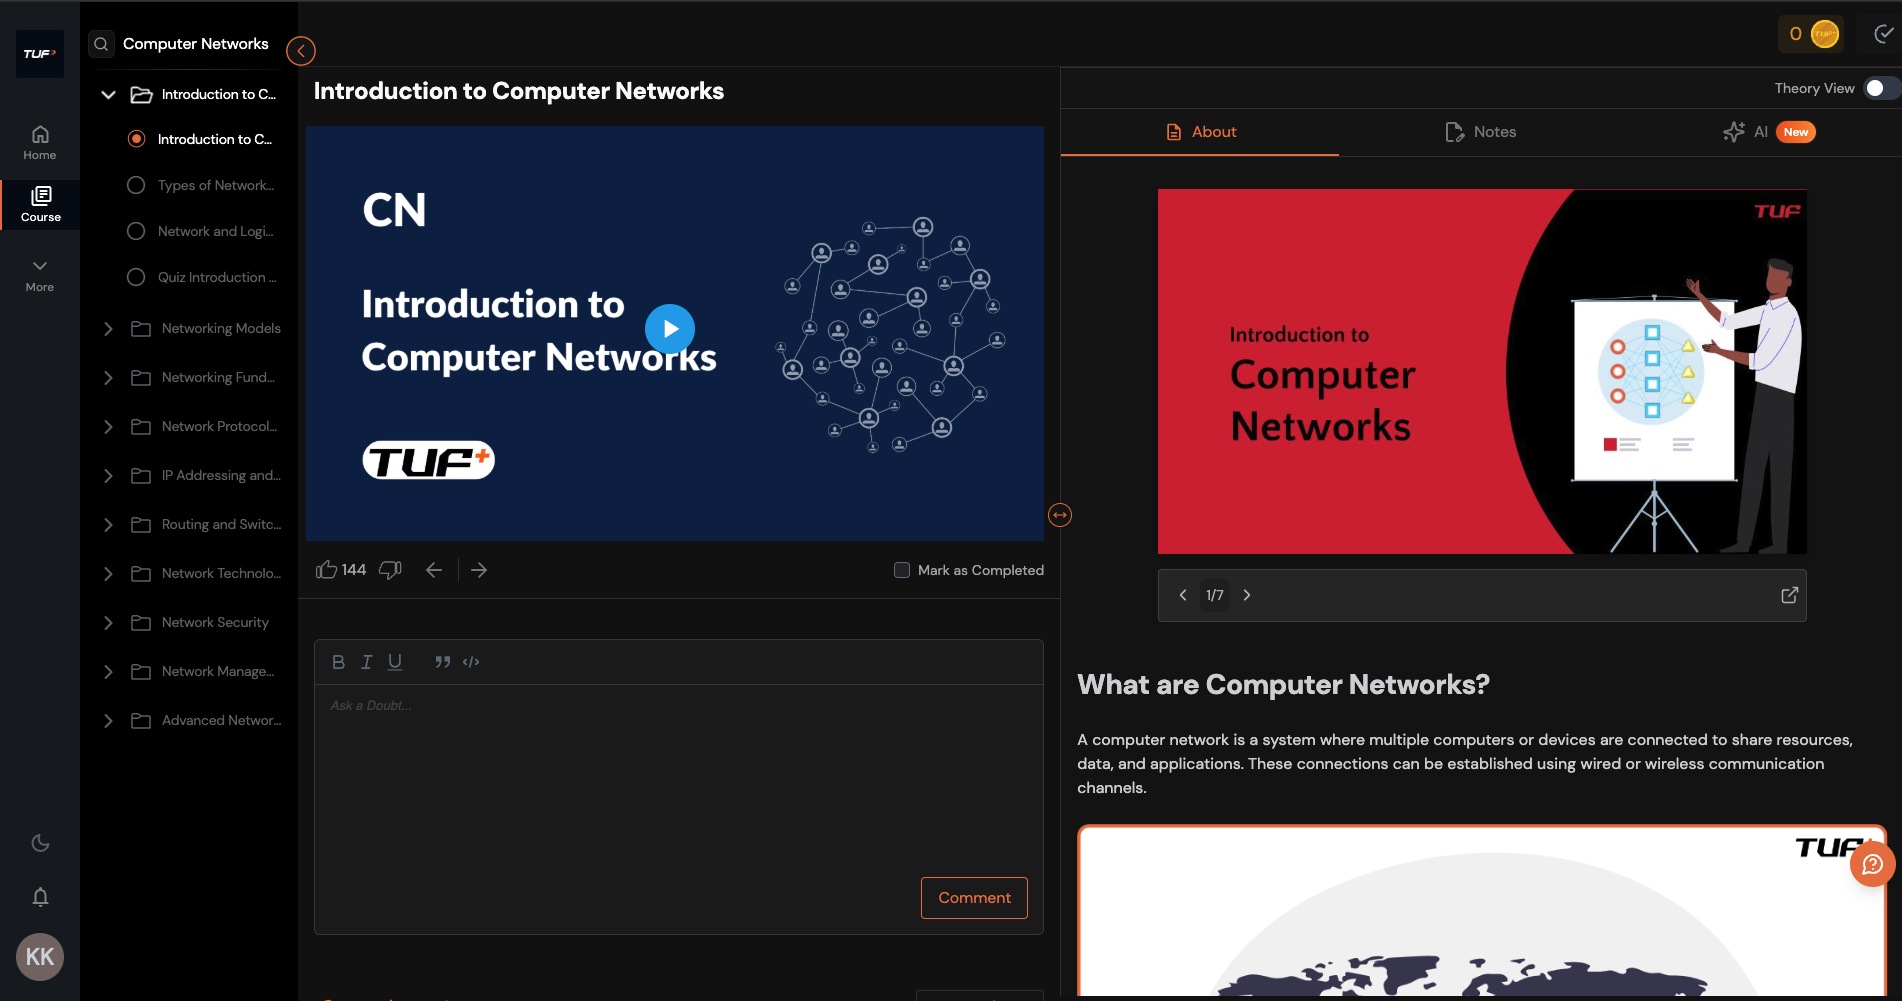 TUF+
Home
Course
More
KK
Computer Networks
Introduction to C...
Introduction to C...
Types of Network...
Network and Logi...
Quiz Introduction ...
Networking Models
Networking Fund...
Network Protocol...
IP Addressing and...
Routing and Switc...
Network Technolo...
Network Security
Network Manage...
Advanced Networ...
Introduction to Computer Networks
CN
Introduction to
Computer Networks
TUF+
144
Mark as Completed
B I U ” </>
Ask a Doubt...
Comment
0
Theory View
About
Notes
AI New
TUF
Introduction to
Computer
Networks
1/7
What are Computer Networks?
A computer network is a system where multiple computers or devices are connected to share resources,
data, and applications. These connections can be established using wired or wireless communication
channels.
TUF+